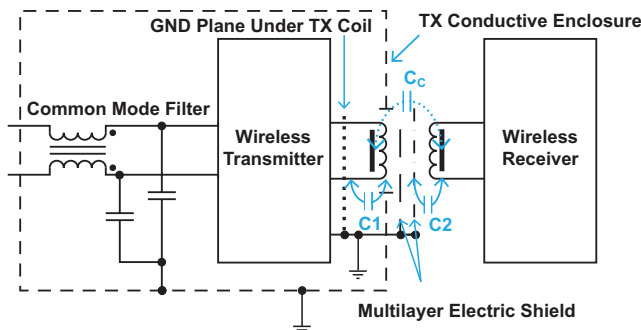 GND Plane Under TX Coil
TX Conductive Enclosure
Common Mode Filter
Wireless
Transmitter
CC
Wireless
Receiver
C1
C2
Multilayer Electric Shield